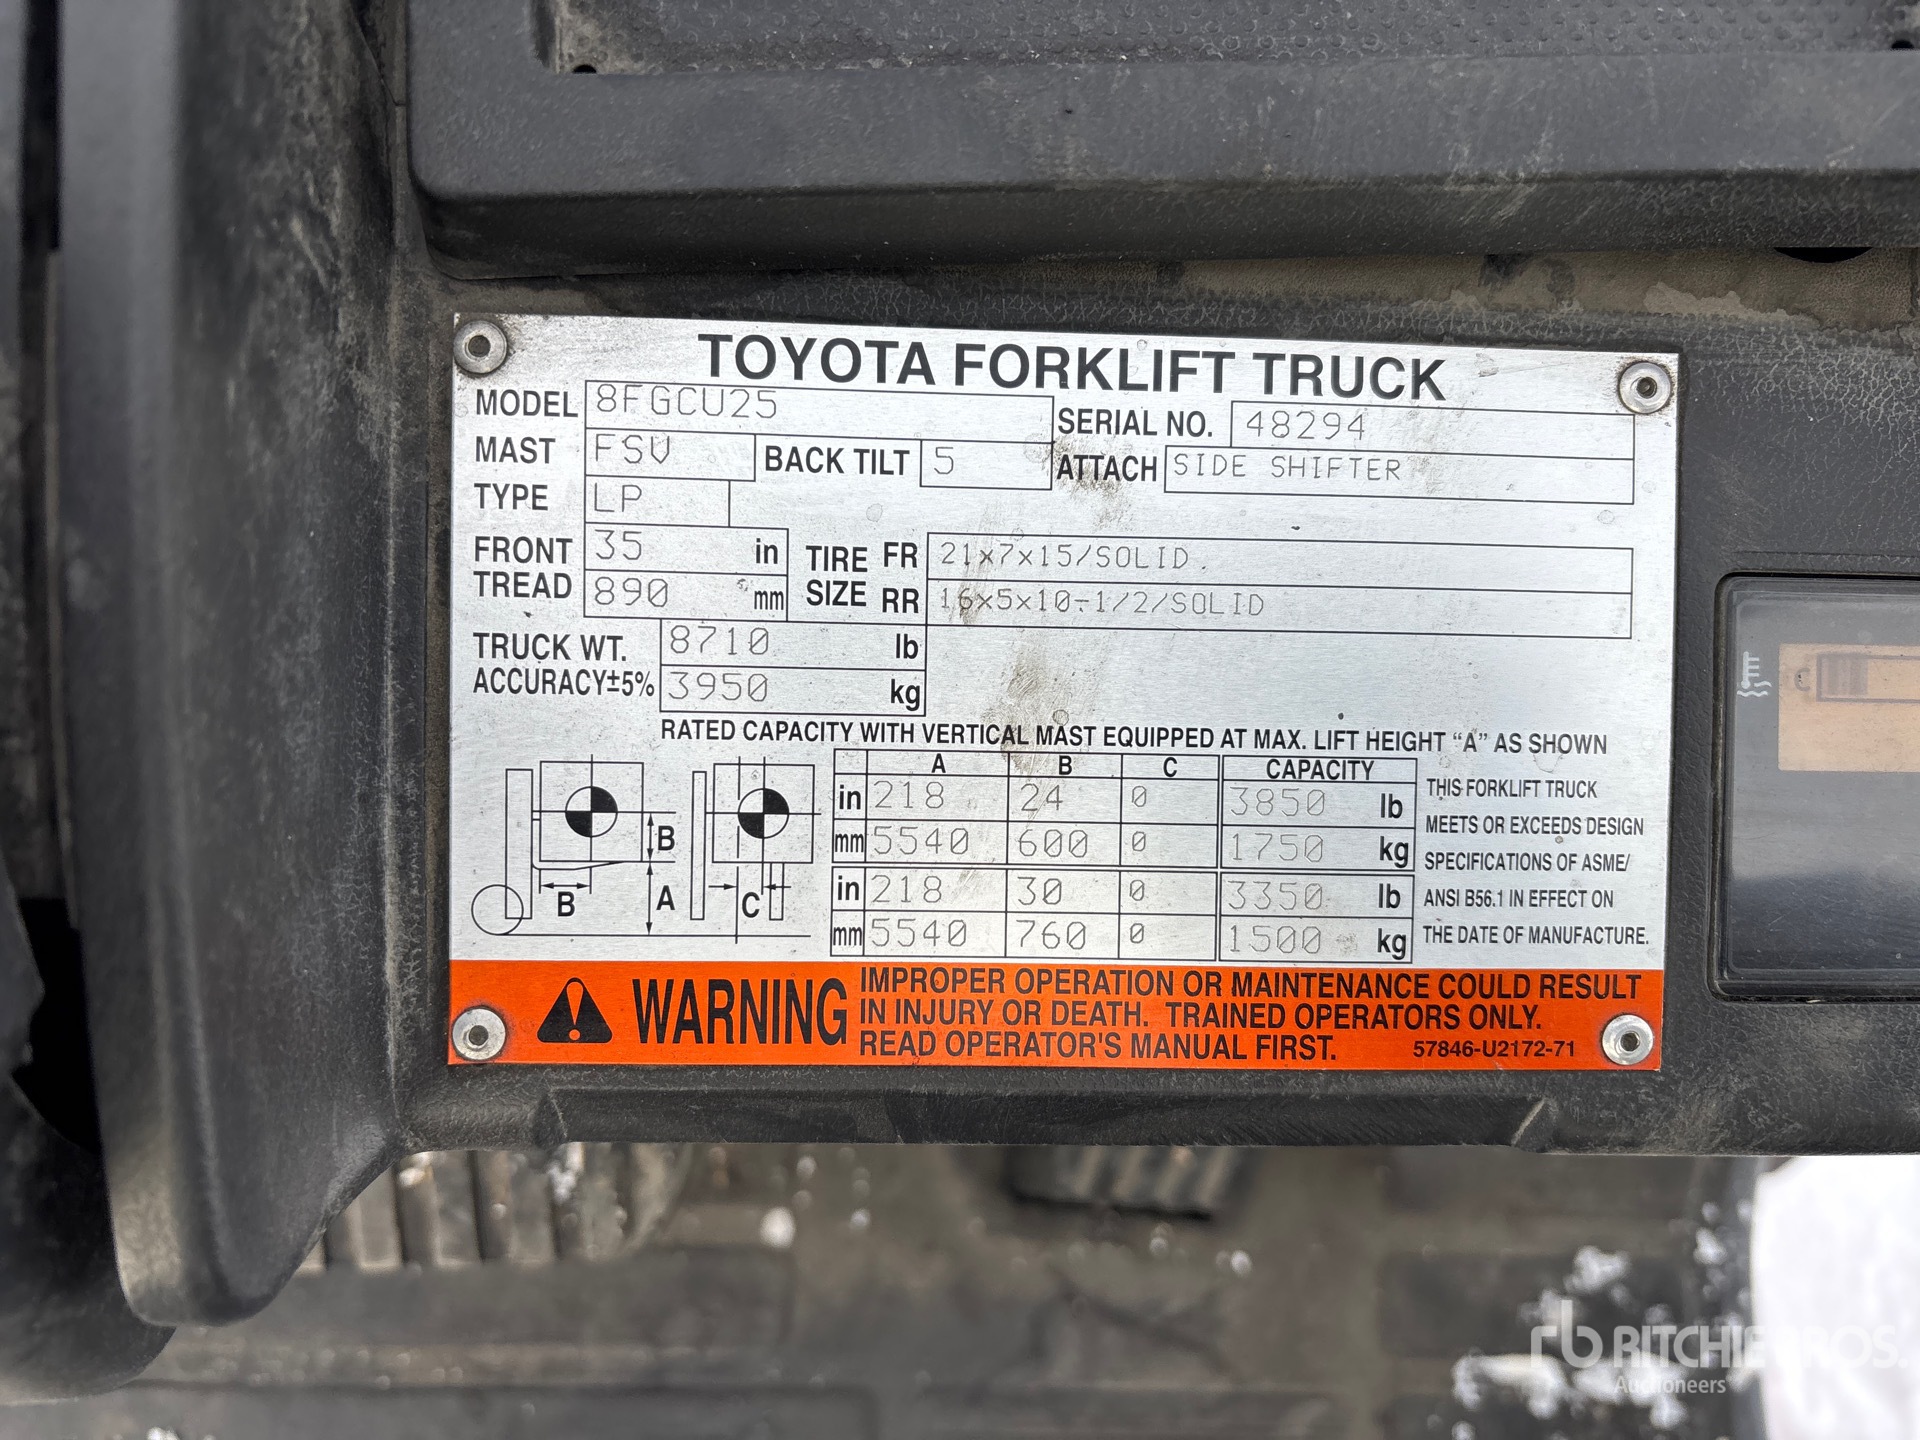 TOYOTA FORKLIFT TRUCK
MODEL 8FGCU25 SERIAL NO. 48294
MAST FSV BACK TILT 5 ATTACH SIDE SHIFTER
TYPE LP
FRONT TREAD 35 in TIRE SIZE FR 21x7x15/SOLID
890 mm RR 16x5x10-1/2/SOLID
TRUCK WT. 8710 lb
ACCURACY±5% 3950 kg
RATED CAPACITY WITH VERTICAL MAST EQUIPPED AT MAX. LIFT HEIGHT "A" AS SHOWN
A B C CAPACITY
in 218 24 0 3850 lb
mm 5540 600 0 1750 kg
in 218 30 0 3350 lb
mm 5540 760 0 1500 kg
B
B
A
C
THIS FORKLIFT TRUCK
MEETS OR EXCEEDS DESIGN
SPECIFICATIONS OF ASME/
ANSI B56.1 IN EFFECT ON
THE DATE OF MANUFACTURE.
WARNING
IMPROPER OPERATION OR MAINTENANCE COULD RESULT
IN INJURY OR DEATH. TRAINED OPERATORS ONLY.
READ OPERATOR'S MANUAL FIRST. 57846-U2172-71
C
rb RITCHIE BROS.
Auctioneers